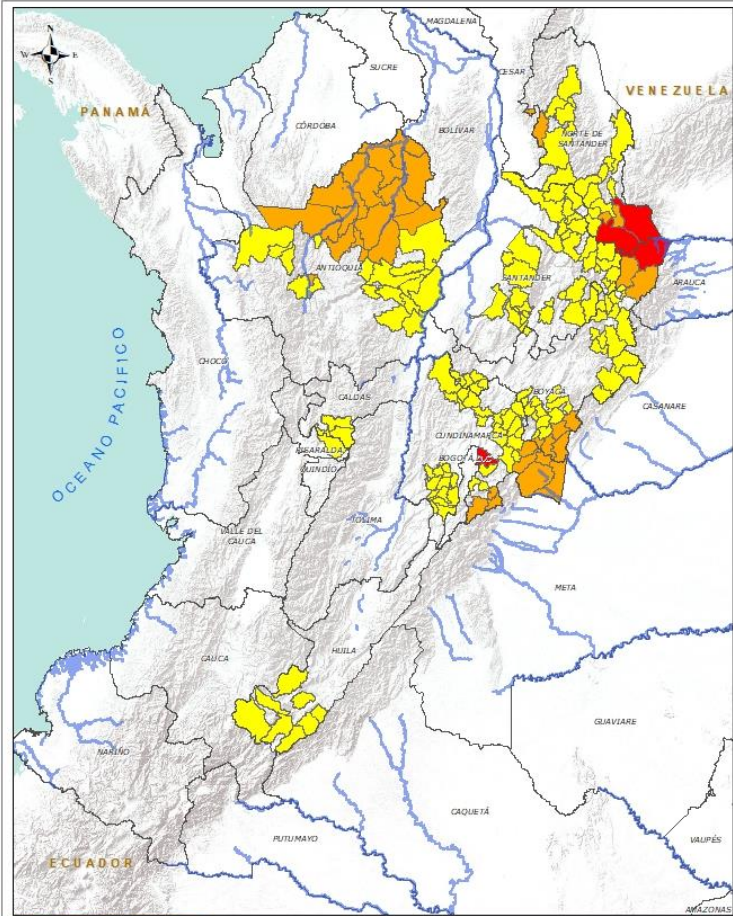 N
W E
S
MAGDALENA
SUCRE
CESAR
VENEZUELA
PANAMÁ
CÓRDOBA
BOLÍVAR
NORTE DE
SANTANDER
ANTIOQUIA
SANTANDER
ARAUCA
CHOCÓ
OCEANO PACIFICO
CALDAS
BOYACÁ
CASANARE
CUNDINAMARCA
RISARALDA
BOGOTÁ
QUINDÍO
TOLIMA
VALLE DEL
CAUCA
META
CAUCA
HUILA
GUAVIARE
NARIÑO
CAQUETÁ
PUTUMAYO
VAUPÉS
ECUADOR
AMAZONAS